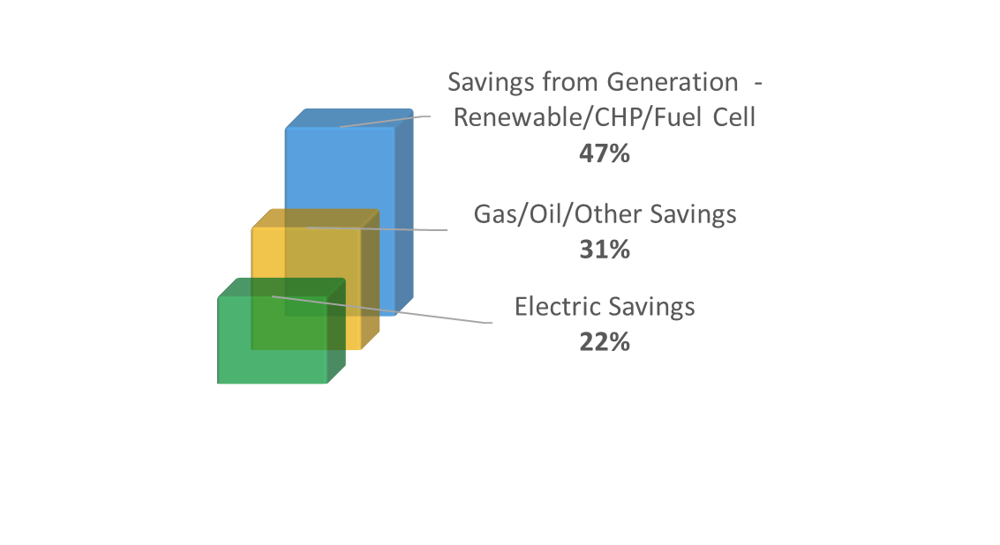 Savings from Generation -
Renewable/CHP/Fuel Cell
47%
Gas/Oil/Other Savings
31%
Electric Savings
22%